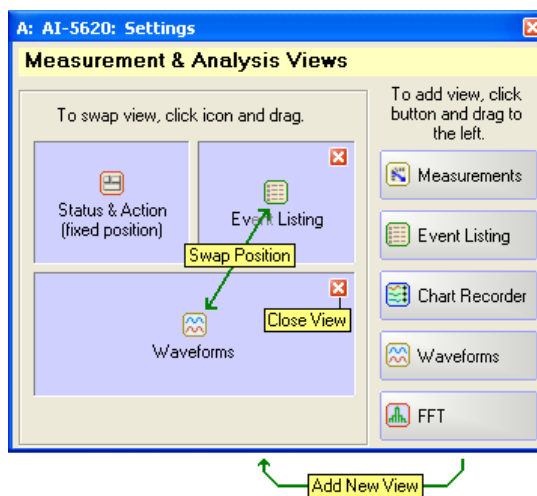 A: AI-5620: Settings
Measurement & Analysis Views
To swap view, click icon and drag.
To add view, click
button and drag to
the left.
Status & Action
(fixed position)
Event Listing
Swap Position
Close View
Waveforms
Measurements
Event Listing
Chart Recorder
Waveforms
FFT
Add New View